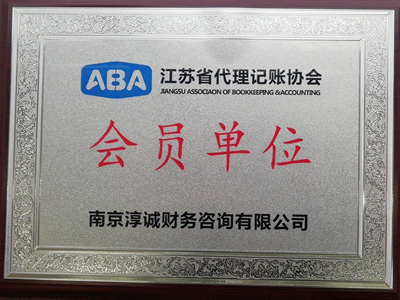 ABA 江苏省代理记账协会
JIANGSU ASSOCIAON OF BOOKKEEPING &ACCOUNTING
会员单位
南京淳诚财务咨询有限公司